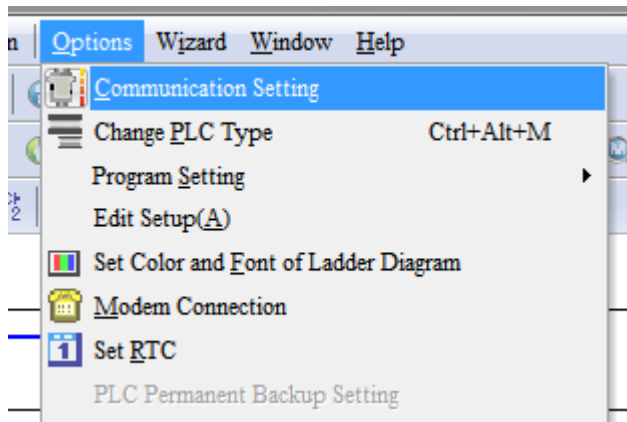 n Options Wizard Window Help
Communication Setting
Change PLC Type Ctrl+Alt+M
Program Setting
Edit Setup(A)
Set Color and Font of Ladder Diagram
Modem Connection
1 Set RTC
PLC Permanent Backup Setting